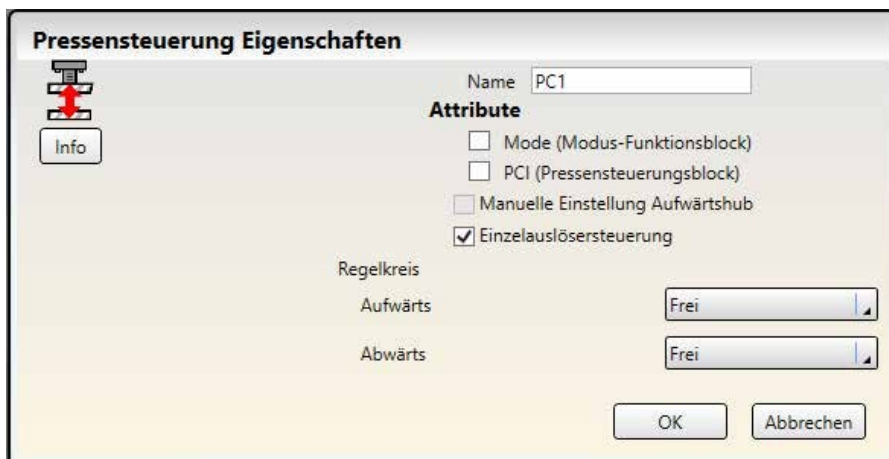 Pressensteuerung Eigenschaften
Info
Name PC1
Attribute
Mode (Modus-Funktionsblock)
PCI (Pressensteuerungsblock)
Manuelle Einstellung Aufwärtshub
Einzelauslösersteuerung
Regelkreis
Aufwärts Frei
Abwärts Frei
OK Abbrechen